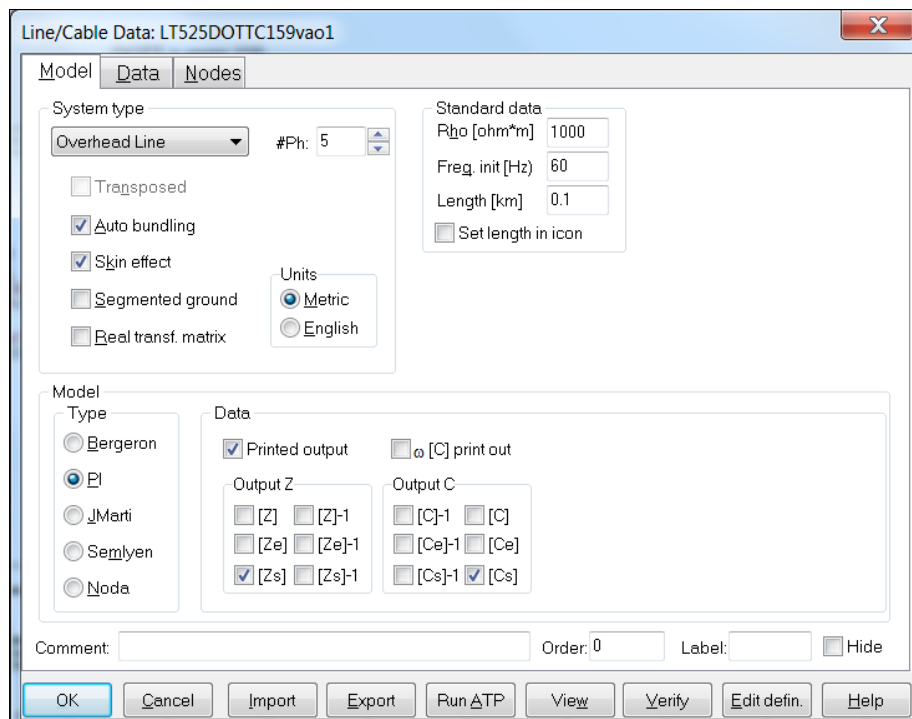 Line/Cable Data: LT525DOTTC159vao1
Model Data Nodes
System type
Overhead Line #Ph: 5
Transposed
Auto bundling
Skin effect
Segmented ground
Real transf. matrix
Units
Metric
English
Standard data
Rho [ohm*m] 1000
Freq. init [Hz) 60
Length [km] 0.1
Set length in icon
Model
Type
Bergeron
PI
JMarti
Semlyen
Noda
Data
Printed output ω [C] print out
Output Z
[Z] [Z]-1
[Ze] [Ze]-1
[Zs] [Zs]-1
Output C
[C]-1 [C]
[Ce]-1 [Ce]
[Cs]-1 [Cs]
Comment: Order: 0 Label: Hide
OK Cancel Import Export Run ATP View Verify Edit defin. Help